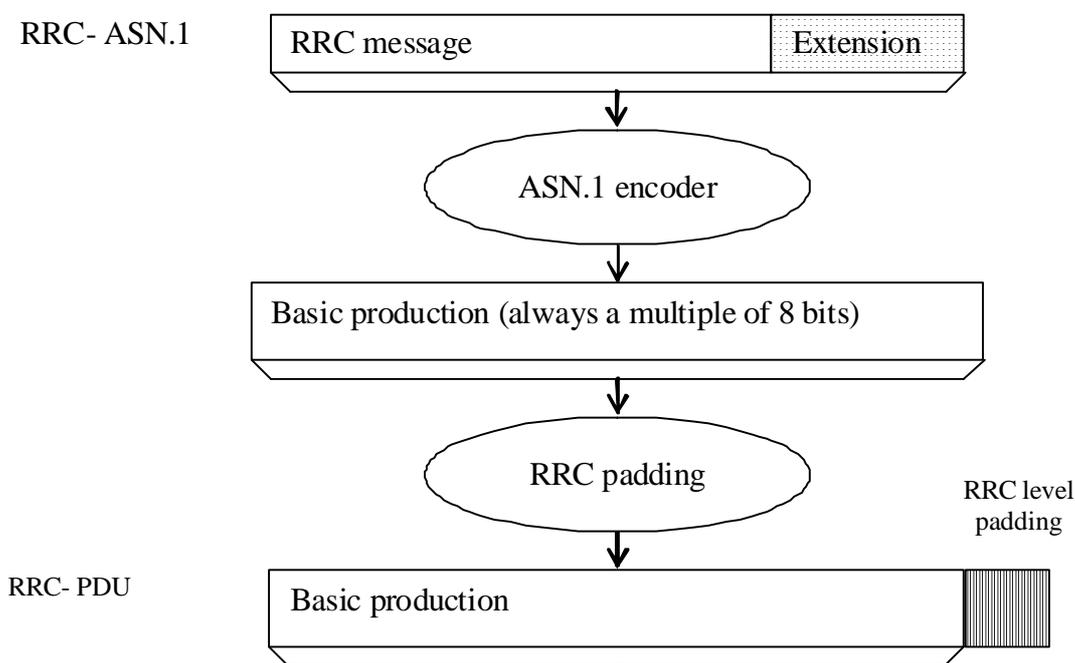 RRC- ASN.1
RRC message
Extension
ASN.1 encoder
Basic production (always a multiple of 8 bits)
RRC padding
RRC level
padding
RRC- PDU
Basic production